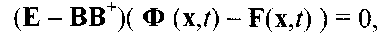 (E – BB⁺)( Φ (x,t) – F(x,t) ) = 0,